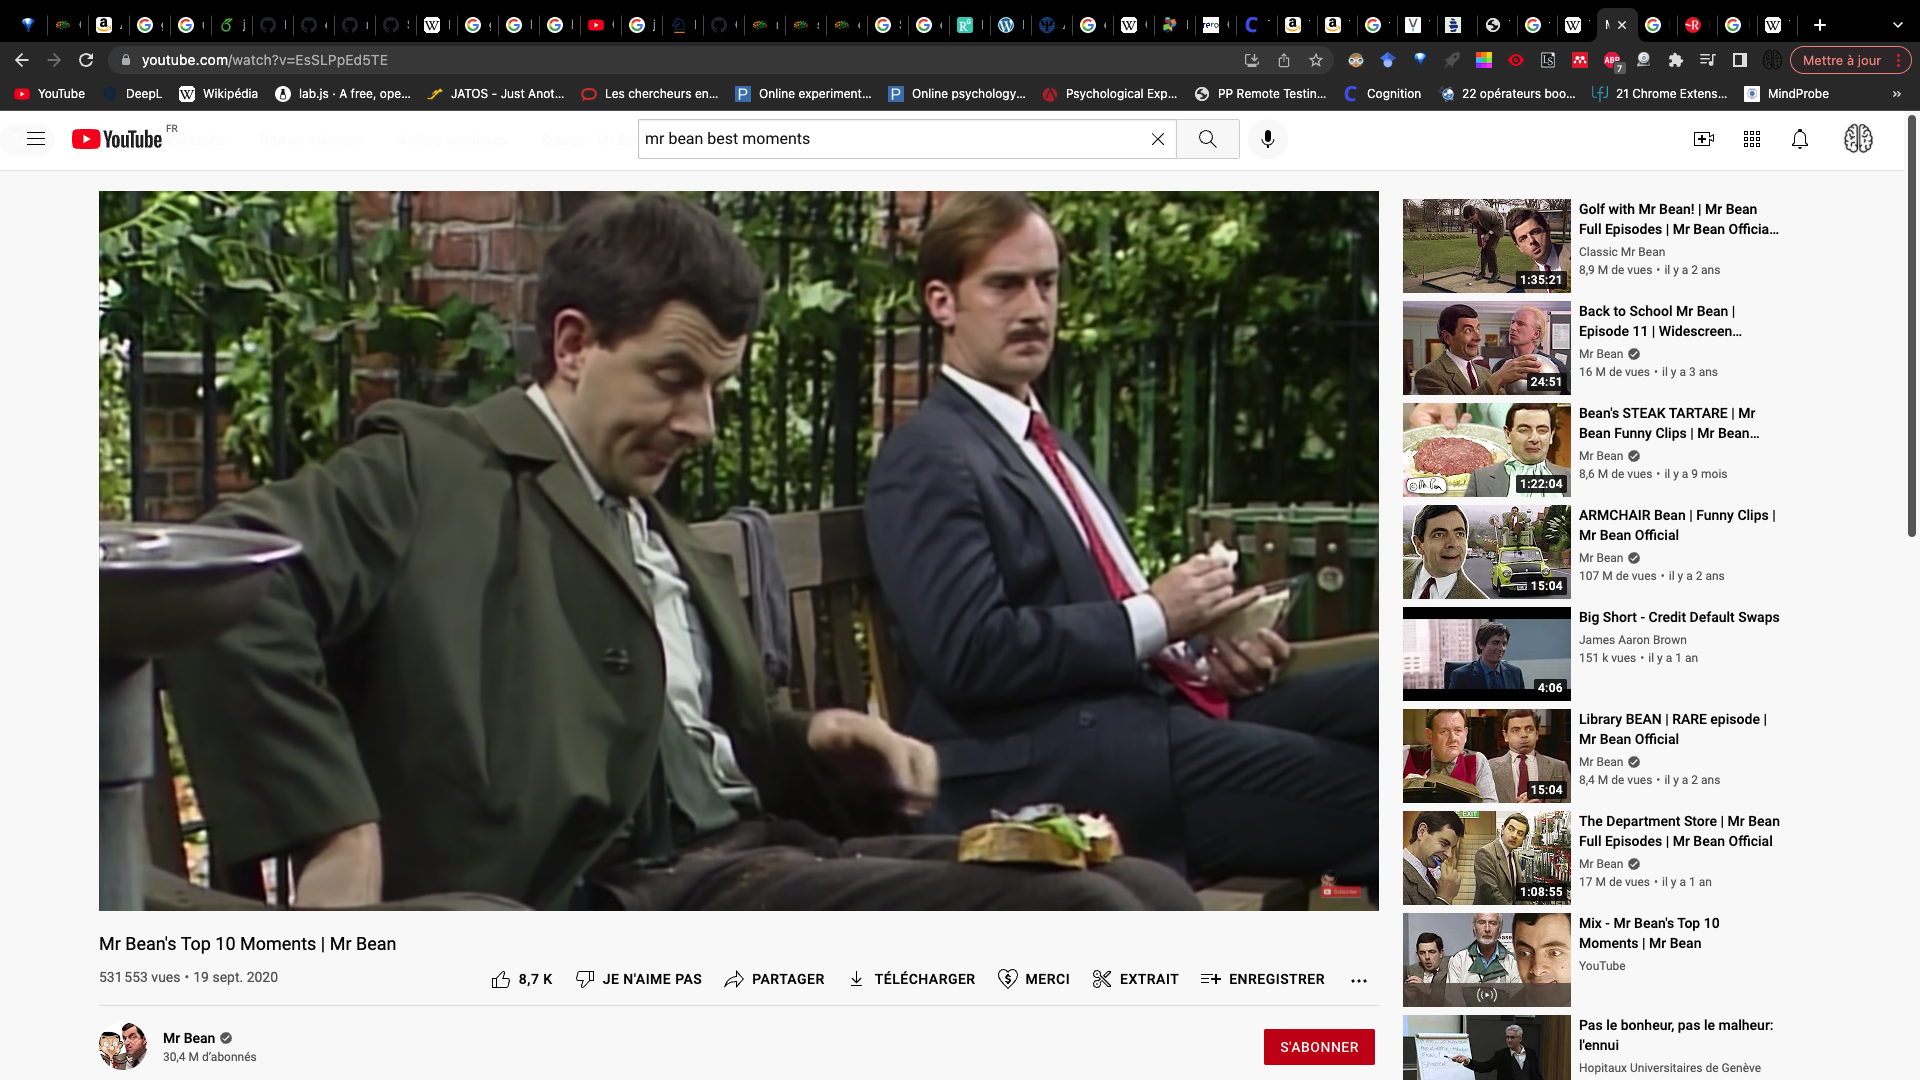 youtube.com/watch?v=EsSLPpEd5TE
Mettre à jour
7
YouTube
DeepL
Wikipédia
lab.js · A free, ope...
JATOS - Just Anot...
Les chercheurs en...
Online experiment...
Online psychology...
Psychological Exp...
PP Remote Testin...
Cognition
22 opérateurs boo...
21 Chrome Extens...
MindProbe
»
YouTube FR
mr bean best moments
Golf with Mr Bean! | Mr Bean
Full Episodes | Mr Bean Officia...
Classic Mr Bean
8,9 M de vues • il y a 2 ans
1:35:21
Back to School Mr Bean |
Episode 11 | Widescreen...
Mr Bean
16 M de vues • il y a 3 ans
24:51
Bean's STEAK TARTARE | Mr
Bean Funny Clips | Mr Bean...
Mr Bean
8,6 M de vues • il y a 9 mois
1:22:04
ARMCHAIR Bean | Funny Clips |
Mr Bean Official
Mr Bean
107 M de vues • il y a 2 ans
15:04
Big Short - Credit Default Swaps
James Aaron Brown
151 k vues • il y a 1 an
4:06
Library BEAN | RARE episode |
Mr Bean Official
Mr Bean
8,4 M de vues • il y a 2 ans
15:04
The Department Store | Mr Bean
Full Episodes | Mr Bean Official
Mr Bean
17 M de vues • il y a 1 an
1:08:55
EXIT
Mix - Mr Bean's Top 10
Moments | Mr Bean
YouTube
Pas le bonheur, pas le malheur:
l'ennui
Hopitaux Universitaires de Genève
Subscribe
Mr Bean's Top 10 Moments | Mr Bean
531 553 vues • 19 sept. 2020
8,7 K
JE N'AIME PAS
PARTAGER
TÉLÉCHARGER
MERCI
EXTRAIT
ENREGISTRER
...
Mr Bean
30,4 M d'abonnés
S'ABONNER